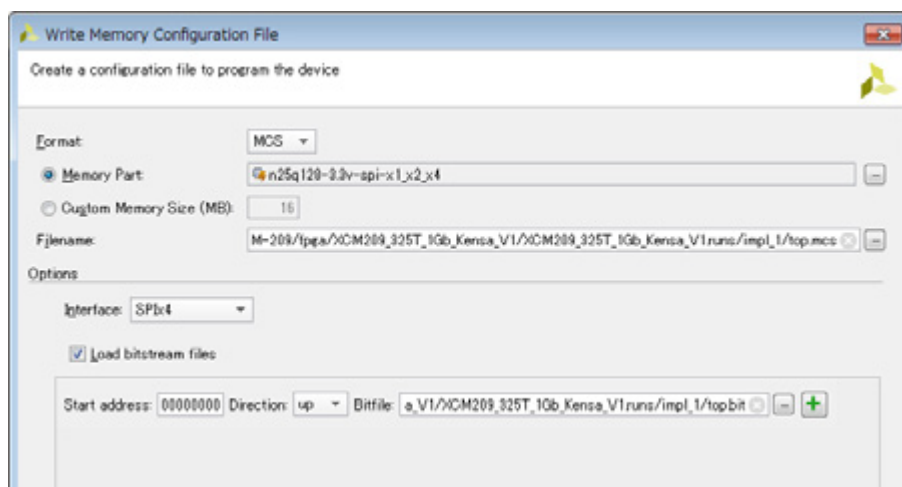 Write Memory Configuration File
Create a configuration file to program the device
Format: MCS
Memory Part: n25q128-3.3v-spi-x1_x2_x4
Custom Memory Size (MB): 16
Filename: M-209/fpga/XCM209_325T_1Gb_Kensa_V1/XCM209_325T_1Gb_Kensa_V1.runs/impl_1/top.mcs
Options
Interface: SPIx4
Load bitstream files
Start address: 00000000 Direction: up Bitfile: a_V1/XCM209_325T_1Gb_Kensa_V1.runs/impl_1/top.bit